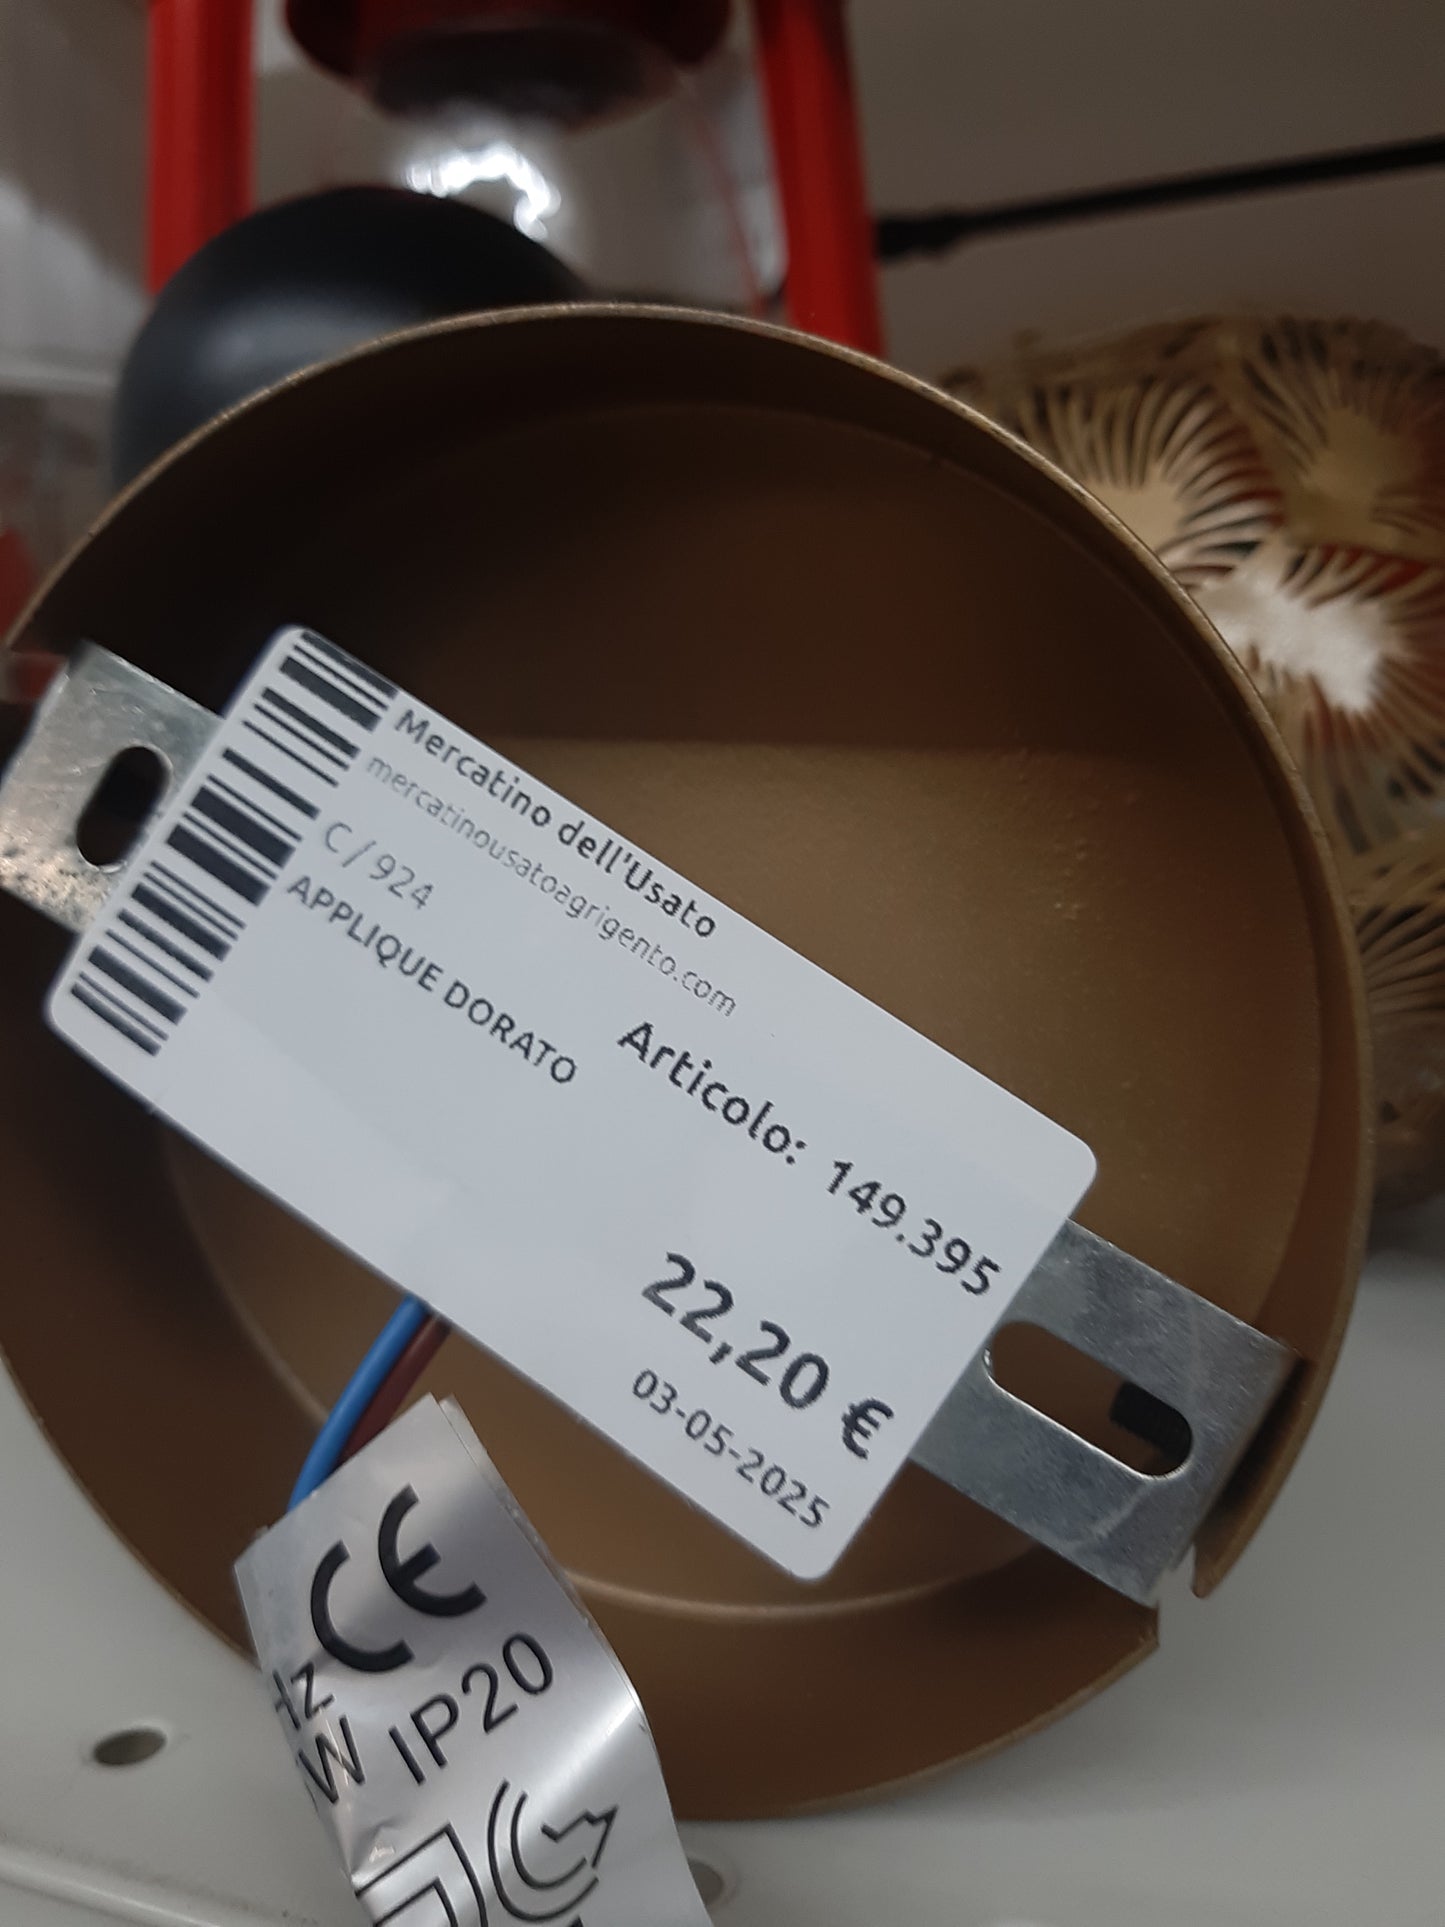 Mercatino dell'Usato
mercatinousatoagrigento.com
C/924
APPLIQUE DORATO
Articolo: 149.395
22,20 €
03-05-2025
CE
Hz
W IP20